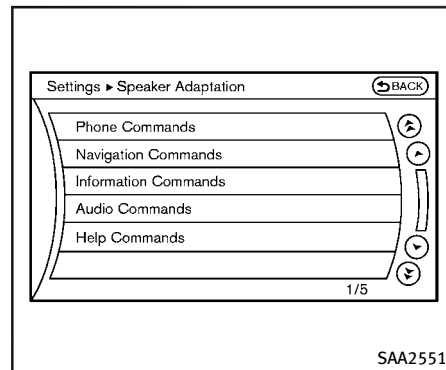 Settings ▸ Speaker Adaptation
BACK
Phone Commands
Navigation Commands
Information Commands
Audio Commands
Help Commands
1/5
SAA2551